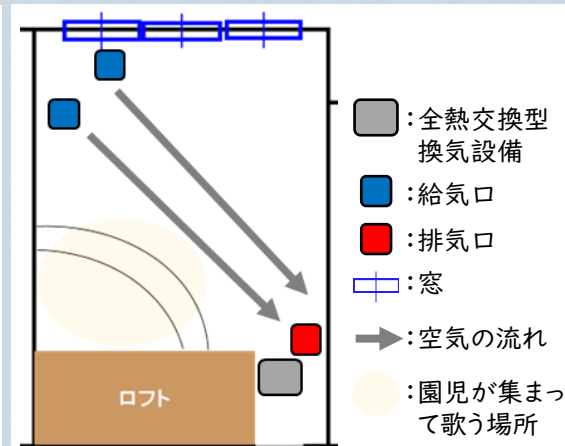 :全熱交換型
換気設備
:給気口
:排気口
:窓
:空気の流れ
:園児が集まっ
て歌う場所
ロフト